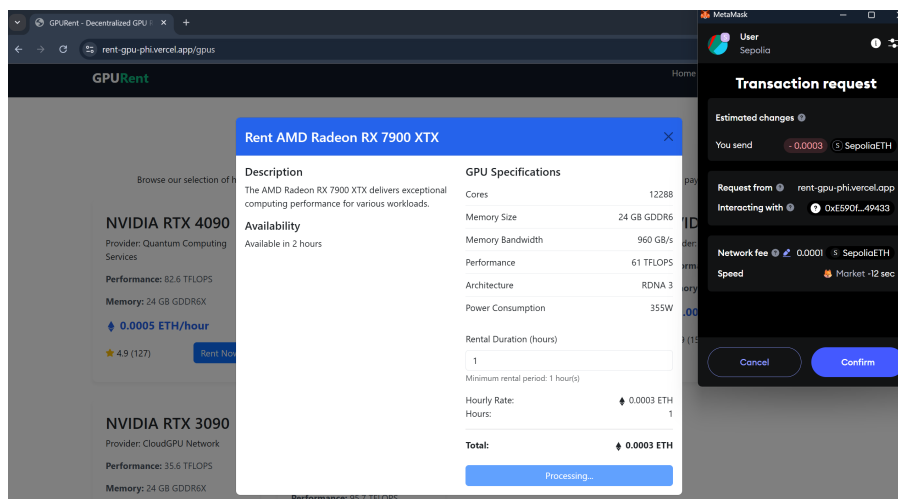 GPURent - Decentralized GPU
rent-gpu-phi.vercel.app/gpus
GPURent
Home
Browse our selection of h
pay
NVIDIA RTX 4090
Provider: Quantum Computing
Services
Performance: 82.6 TFLOPS
Memory: 24 GB GDDR6X
0.0005 ETH/hour
4.9 (127)
Rent Now
NVIDIA RTX 3090
Provider: CloudGPU Network
Performance: 35.6 TFLOPS
Memory: 24 GB GDDR6X
Performance: 95.7 TFLOPS
Rent AMD Radeon RX 7900 XTX
Description
The AMD Radeon RX 7900 XTX delivers exceptional
computing performance for various workloads.
Availability
Available in 2 hours
GPU Specifications
Cores 12288
Memory Size 24 GB GDDR6
Memory Bandwidth 960 GB/s
Performance 61 TFLOPS
Architecture RDNA 3
Power Consumption 355W
Rental Duration (hours)
1
Minimum rental period: 1 hour(s)
Hourly Rate: 0.0003 ETH
Hours: 1
Total: 0.0003 ETH
Processing...
MetaMask
User
Sepolia
Transaction request
Estimated changes
You send - 0.0003 S SepoliaETH
Request from rent-gpu-phi.vercel.app
Interacting with 0xE590f...49433
Network fee 0.0001 S SepoliaETH
Speed Market ~12 sec
Cancel
Confirm